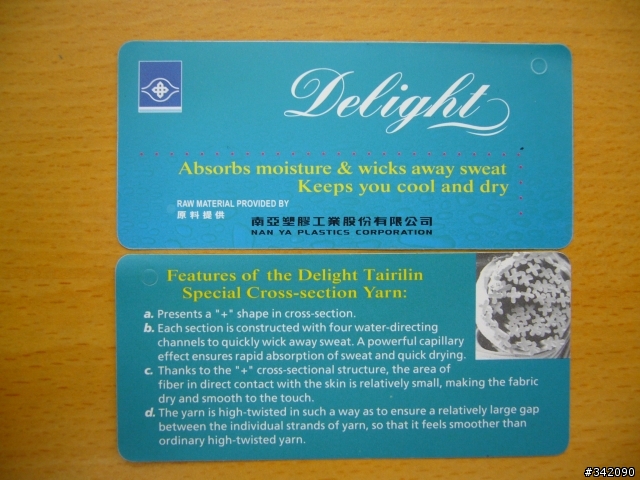 Delight
Absorbs moisture & wicks away sweat
Keeps you cool and dry
RAW MATERIAL PROVIDED BY
原料提供
南亞塑膠工業股份有限公司
NAN YA PLASTICS CORPORATION
Features of the Delight Tairilin
Special Cross-section Yarn:
a. Presents a "+" shape in cross-section.
b. Each section is constructed with four water-directing
channels to quickly wick away sweat. A powerful capillary
effect ensures rapid absorption of sweat and quick drying.
c. Thanks to the "+" cross-sectional structure, the area of
fiber in direct contact with the skin is relatively small, making the fabric
dry and smooth to the touch.
d. The yarn is high-twisted in such a way as to ensure a relatively large gap
between the individual strands of yarn, so that it feels smoother than
ordinary high-twisted yarn.
#342090